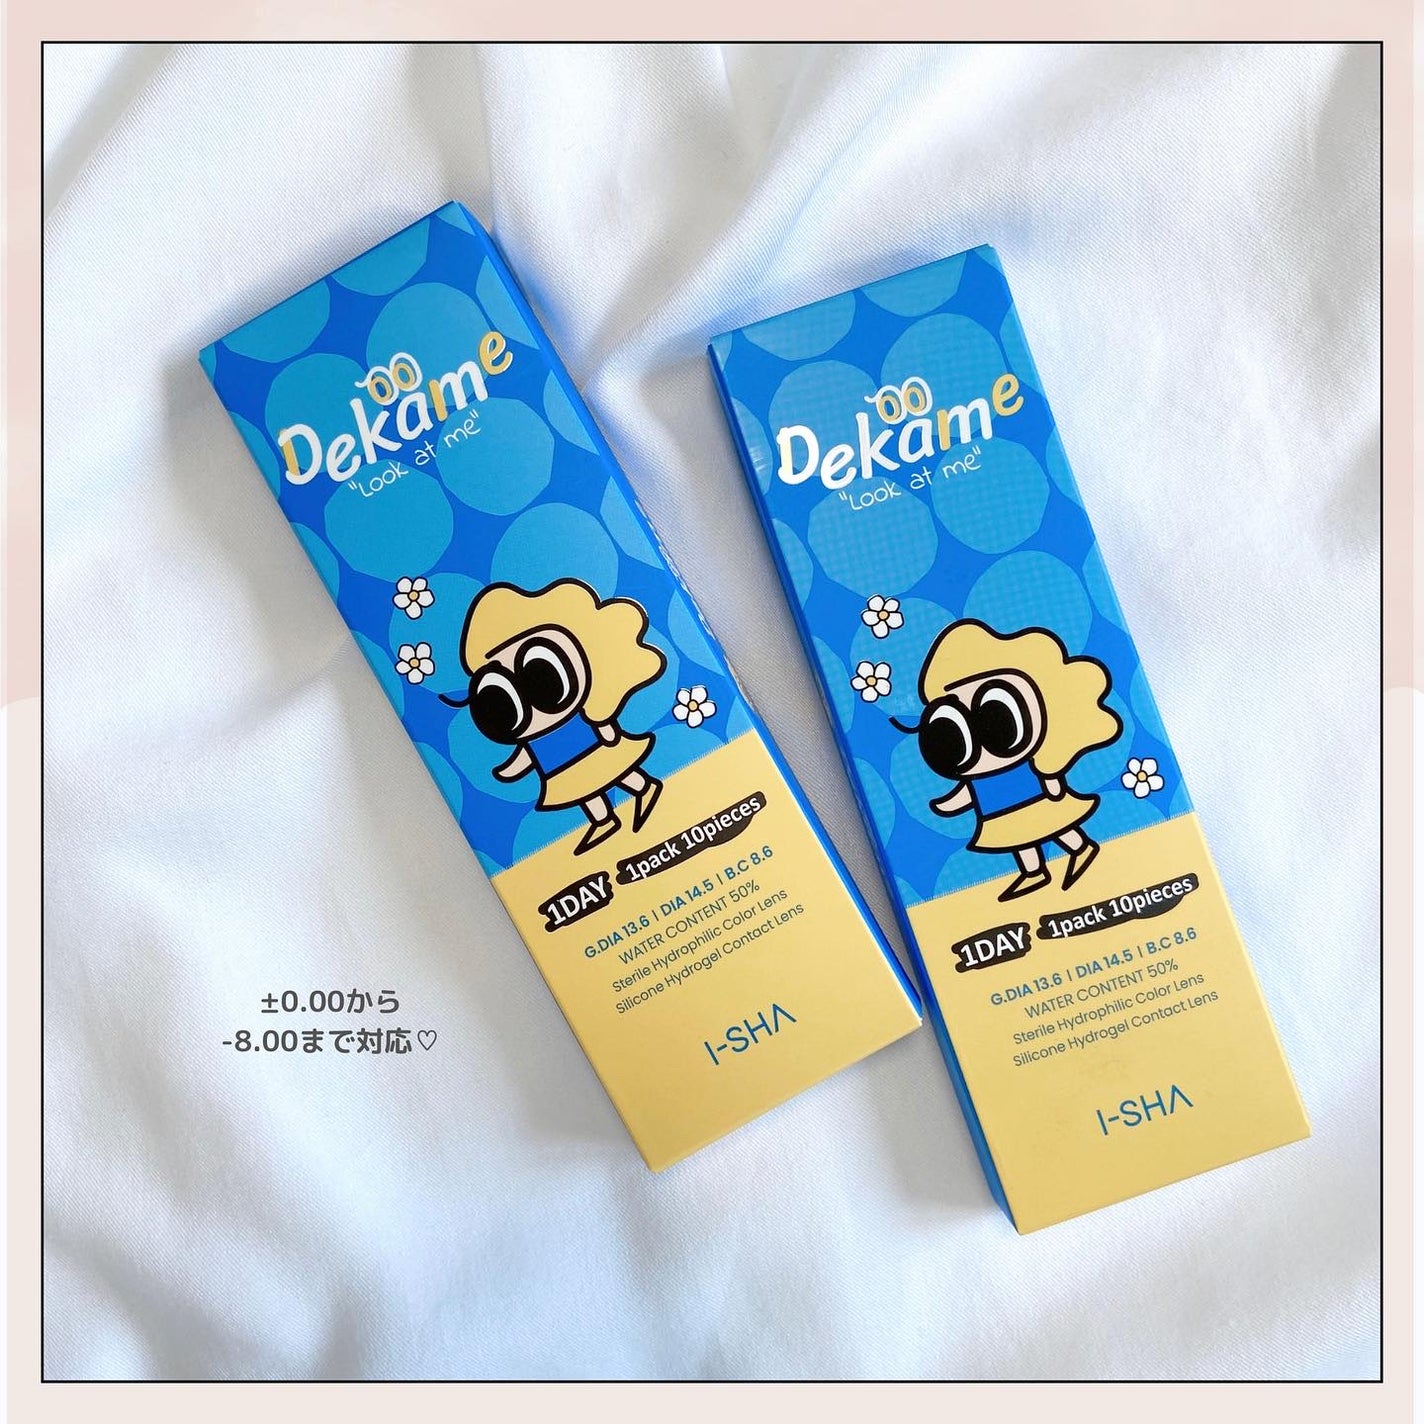 Dekame
"Look at me"
1DAY 1pack 10pieces
G.DIA 13.6 | DIA 14.5 | B.C 8.6
WATER CONTENT 50%
Sterile Hydrophilic Color Lens
Silicone Hydrogel Contact Lens
I-SHA
Dekame
"Look at me"
1DAY 1pack 10pieces
G.DIA 13.6 | DIA 14.5 | B.C 8.6
WATER CONTENT 50%
Sterile Hydrophilic Color Lens
Silicone Hydrogel Contact Lens
I-SHA
±0.00から
-8.00まで対応♡